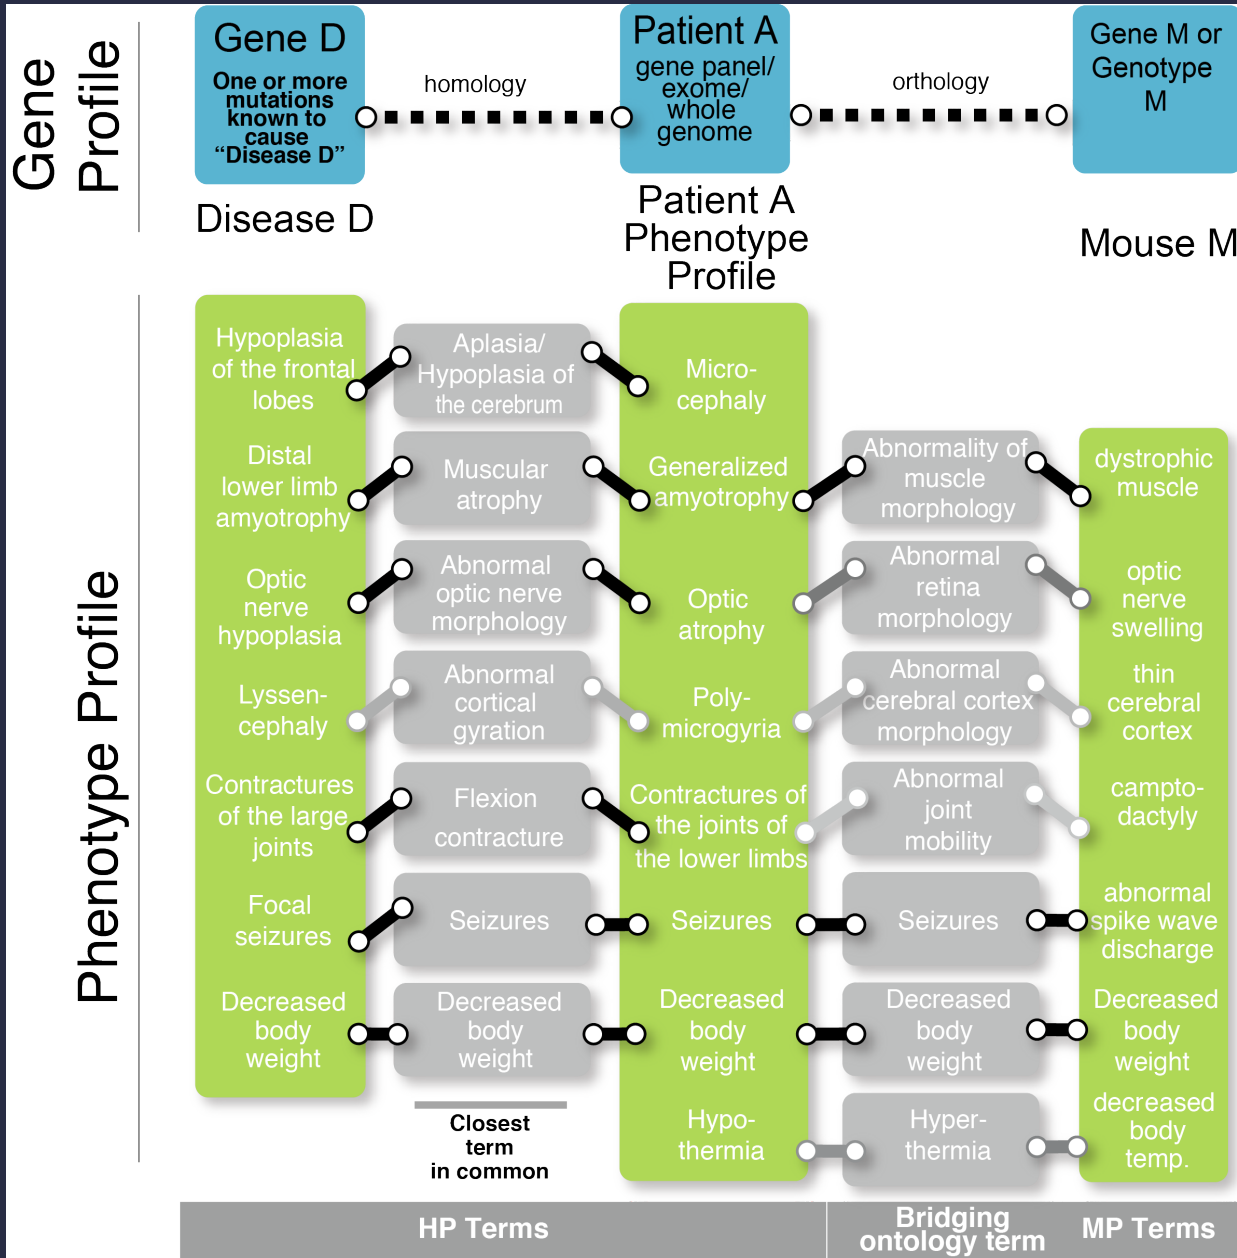 Gene
Profile
Gene D
One or more
mutations
known to
cause
“Disease D”
homology
Patient A
gene panel/
exome/
whole
genome
orthology
Gene M or
Genotype
M
Disease D
Patient A
Phenotype
Profile
Mouse M
Phenotype Profile
Hypoplasia
of the frontal
lobes
Aplasia/
Hypoplasia of
the cerebrum
Micro-
cephaly
Distal
lower limb
amyotrophy
Muscular
atrophy
Generalized
amyotrophy
Abnormality of
muscle
morphology
dystrophic
muscle
Optic
nerve
hypoplasia
Abnormal
optic nerve
morphology
Optic
atrophy
Abnormal
retina
morphology
optic
nerve
swelling
Lyssen-
cephaly
Abnormal
cortical
gyration
Poly-
microgyria
Abnormal
cerebral cortex
morphology
thin
cerebral
cortex
Contractures
of the large
joints
Flexion
contracture
Contractures of
the joints of
the lower limbs
Abnormal
joint
mobility
campto-
dactyly
Focal
seizures
Seizures
Seizures
Seizures
abnormal
spike wave
discharge
Decreased
body
weight
Decreased
body
weight
Decreased
body
weight
Decreased
body
weight
Decreased
body
weight
Closest
term
in common
Hypo-
thermia
Hyper-
thermia
decreased
body
temp.
HP Terms
Bridging
ontology term
MP Terms